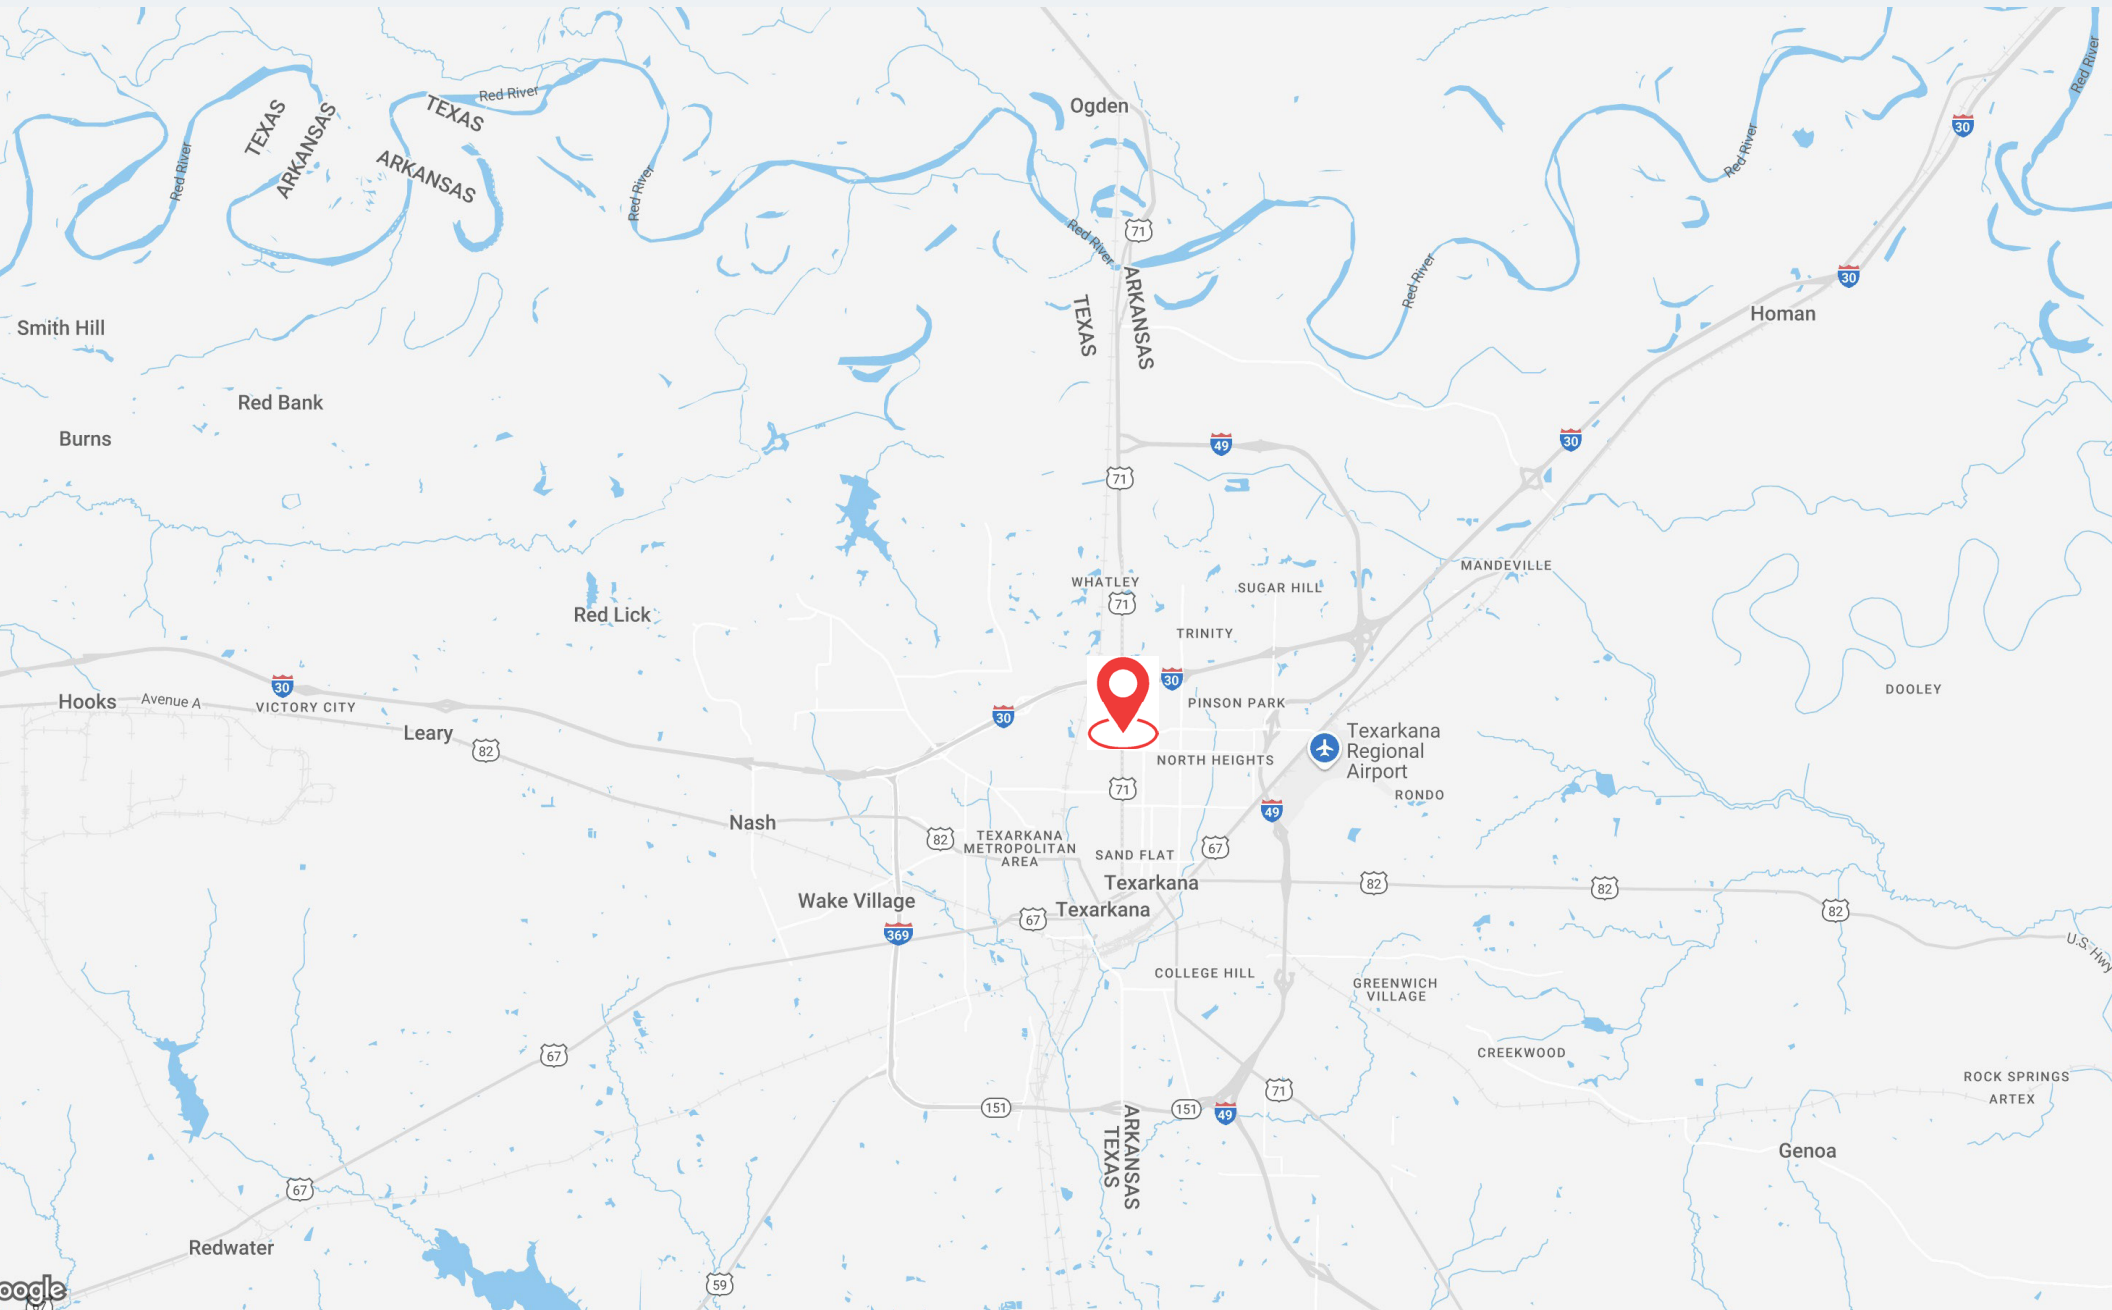 Red River
Red River
TEXAS
ARKANSAS
TEXAS
ARKANSAS
Red River
Red River
Ogden
30
Red River
Red River
71
Red River
ARKANSAS
TEXAS
Red River
30
Homan
Smith Hill
Red Bank
Burns
49
30
71
MANDEVILLE
WHATLEY
SUGAR HILL
71
Red Lick
TRINITY
30
30
DOOLEY
Hooks
Avenue A
VICTORY CITY
PINSON PARK
30
Leary
82
Texarkana
Regional
Airport
NORTH HEIGHTS
71
RONDO
49
Nash
82
TEXARKANA
METROPOLITAN
AREA
SAND FLAT
67
Texarkana
82
82
Wake Village
Texarkana
67
82
369
U.S. Hwy
COLLEGE HILL
GREENWICH
VILLAGE
67
CREEKWOOD
ROCK SPRINGS
ARTEX
71
151
151
49
ARKANSAS
TEXAS
Genoa
67
Redwater
59
oogle